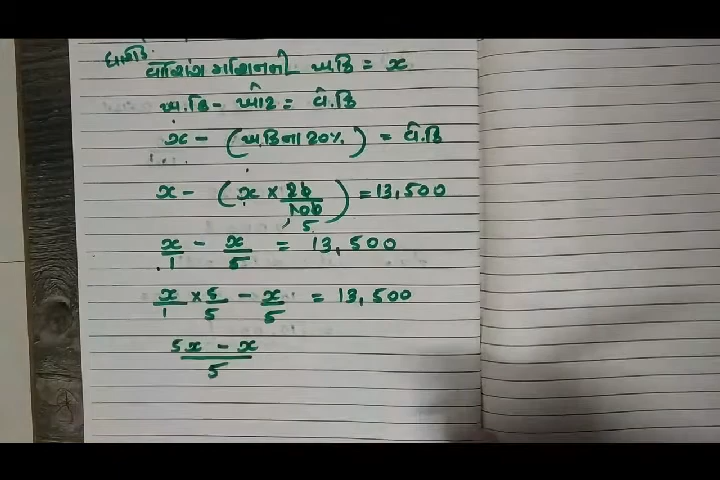 ધારોકે
વૉશિંગ મશિનની અ.કિ = x
અ.કિ - ખોટ = વે.કિ
x - (અ.કિના 20%) = વે.કિ
x - (x × 20/100) = 13,500
5
x/1 - x/5 = 13,500
x/1 × 5/5 - x/5 = 13,500
5x - x/5